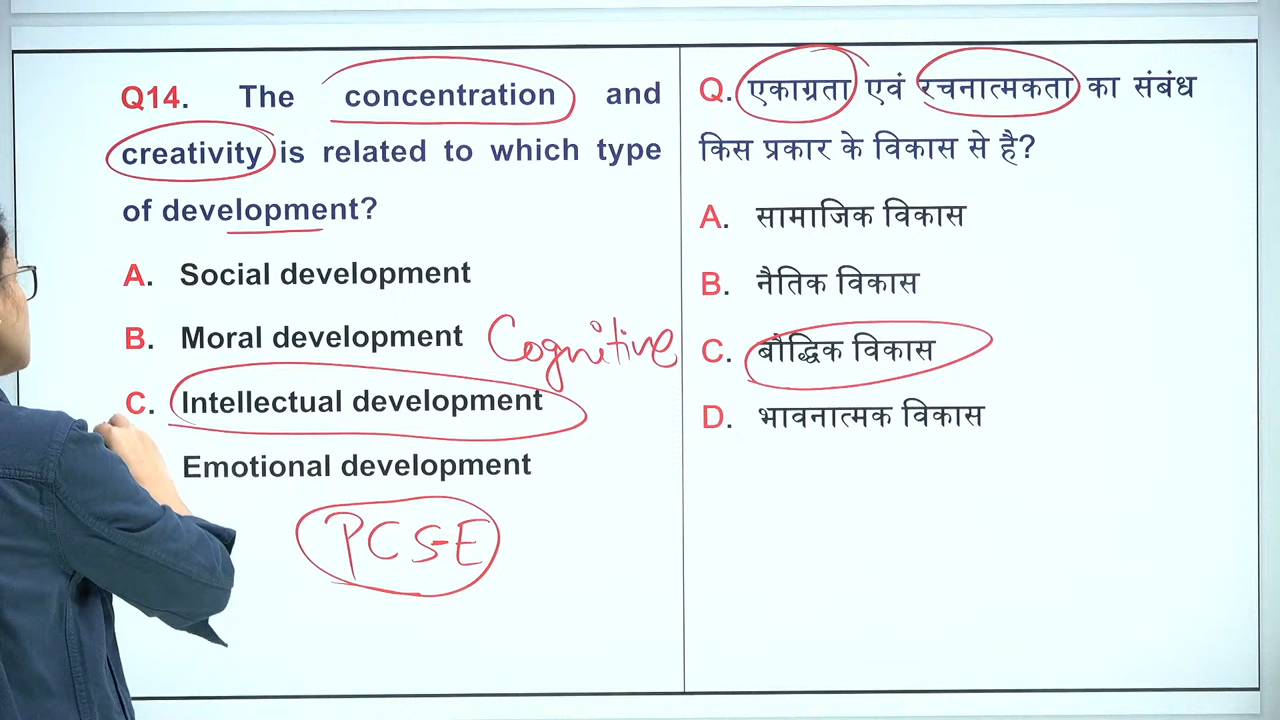 Q14. The concentration and
creativity is related to which type
of development?
A. Social development
B. Moral development
Cognitive
C. Intellectual development
Emotional development
PCS-E
Q. एकाग्रता एवं रचनात्मकता का संबंध
किस प्रकार के विकास से है?
A. सामाजिक विकास
B. नैतिक विकास
C. बौद्धिक विकास
D. भावनात्मक विकास